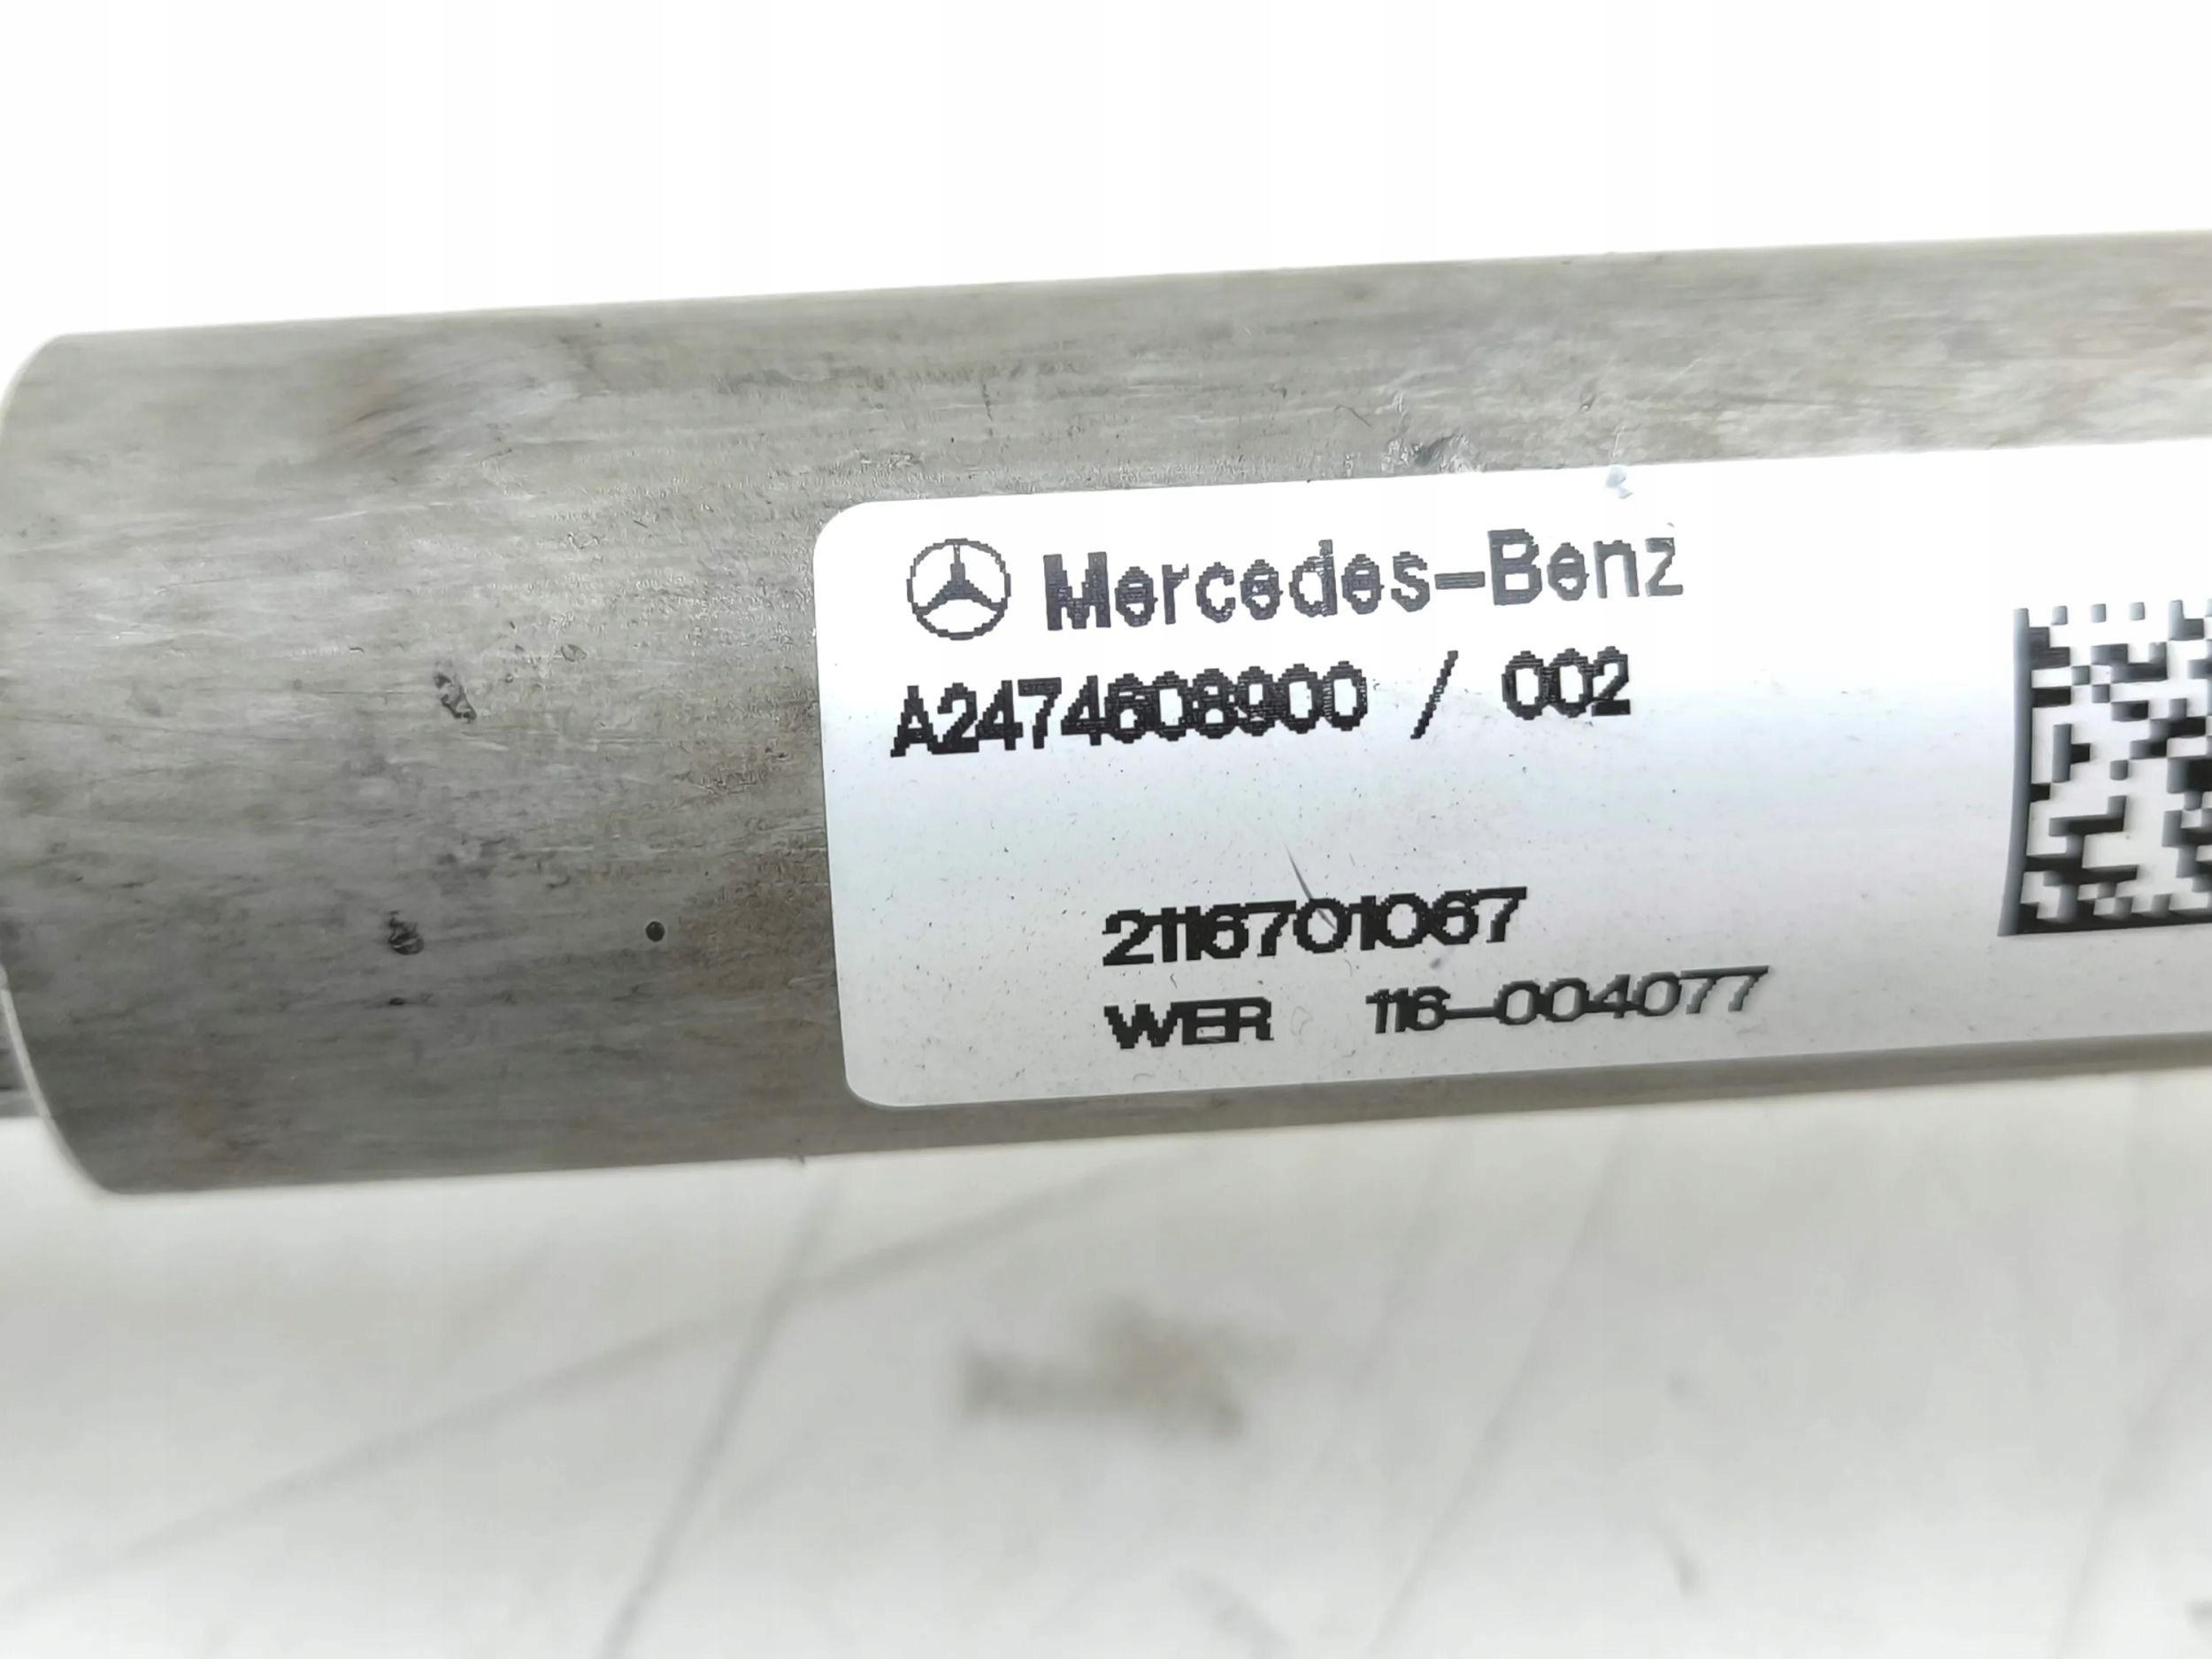 Mercedes-Benz
A2474608900 / 002
2116701067
WER 116-004077